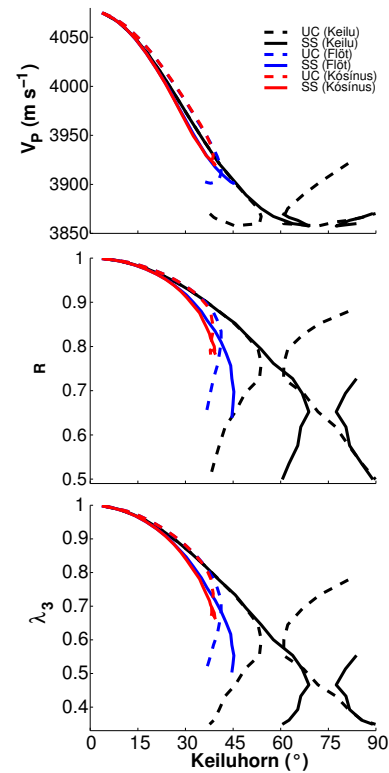 4050
4000
3950
3900
3850
V_P (m s⁻¹)
UC (Keilu)
SS (Keilu)
UC (Flöt)
SS (Flöt)
UC (Kósínus)
SS (Kósínus)
1
0.9
0.8
0.7
0.6
0.5
R
1
0.9
0.8
0.7
0.6
0.5
0.4
λ₃
0 15 30 45 60 75 90
Keiluhorn (°)